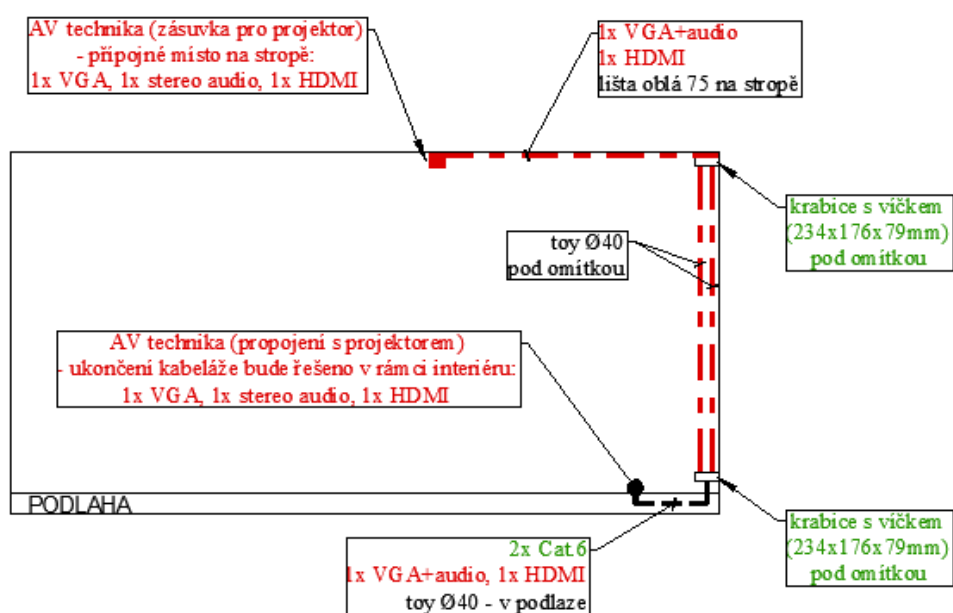 AV technika (zásuvka pro projektor)
- přípojné místo na stropě:
1x VGA, 1x stereo audio, 1x HDMI
1x VGA+audio
1x HDMI
lišta oblá 75 na stropě
krabice s víčkem
(234x176x79mm)
pod omítkou
toy Ø40
pod omítkou
AV technika (propojení s projektorem)
- ukončení kabeláže bude řešeno v rámci interiéru:
1x VGA, 1x stereo audio, 1x HDMI
PODLAHA
2x Cat.6
1x VGA+audio, 1x HDMI
toy Ø40 - v podlaze
krabice s víčkem
(234x176x79mm)
pod omítkou